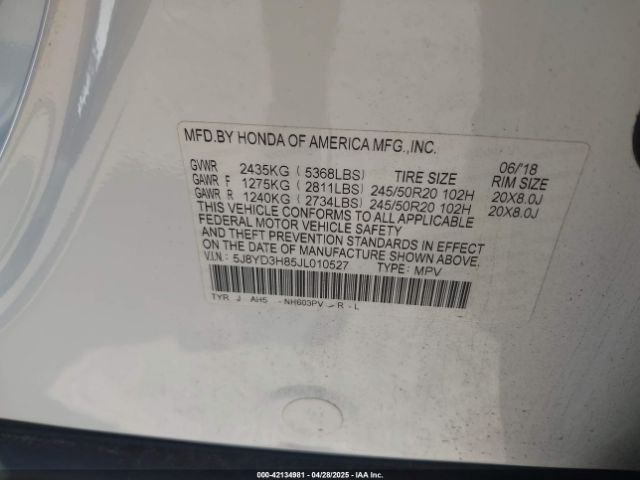 MFD.BY HONDA OF AMERICA MFG.,INC.
06/'18
GVWR 2435KG (5368LBS) TIRE SIZE RIM SIZE
GAWR F 1275KG (2811LBS) 245/50R20 102H 20X8.0J
GAWR R 1240KG (2734LBS) 245/50R20 102H 20X8.0J
THIS VEHICLE CONFORMS TO ALL APPLICABLE
FEDERAL MOTOR VEHICLE SAFETY
AND THEFT PREVENTION STANDARDS IN EFFECT
ON THE DATE OF MANUFACTURE SHOWN ABOVE.
V.I.N.: 5J8YD3H85JL010527 TYPE: MPV
TYR J AH5 -NH603PV-R-L
000-42134981 | 04/28/2025 | IAA Inc.